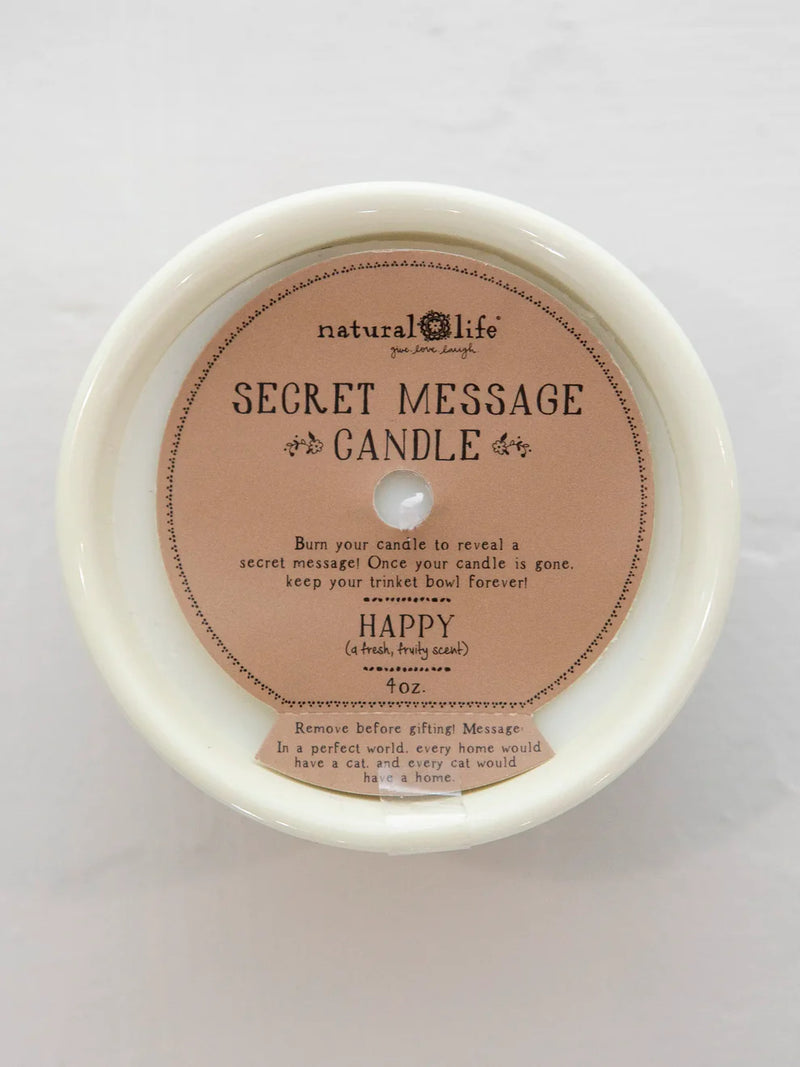 natural life®
give. love. laugh.
SECRET MESSAGE
CANDLE
Burn your candle to reveal a
secret message! Once your candle is gone,
keep your trinket bowl forever!
HAPPY
(a fresh, fruity scent)
4oz.
Remove before gifting! Message:
In a perfect world, every home would
have a cat, and every cat would
have a home.